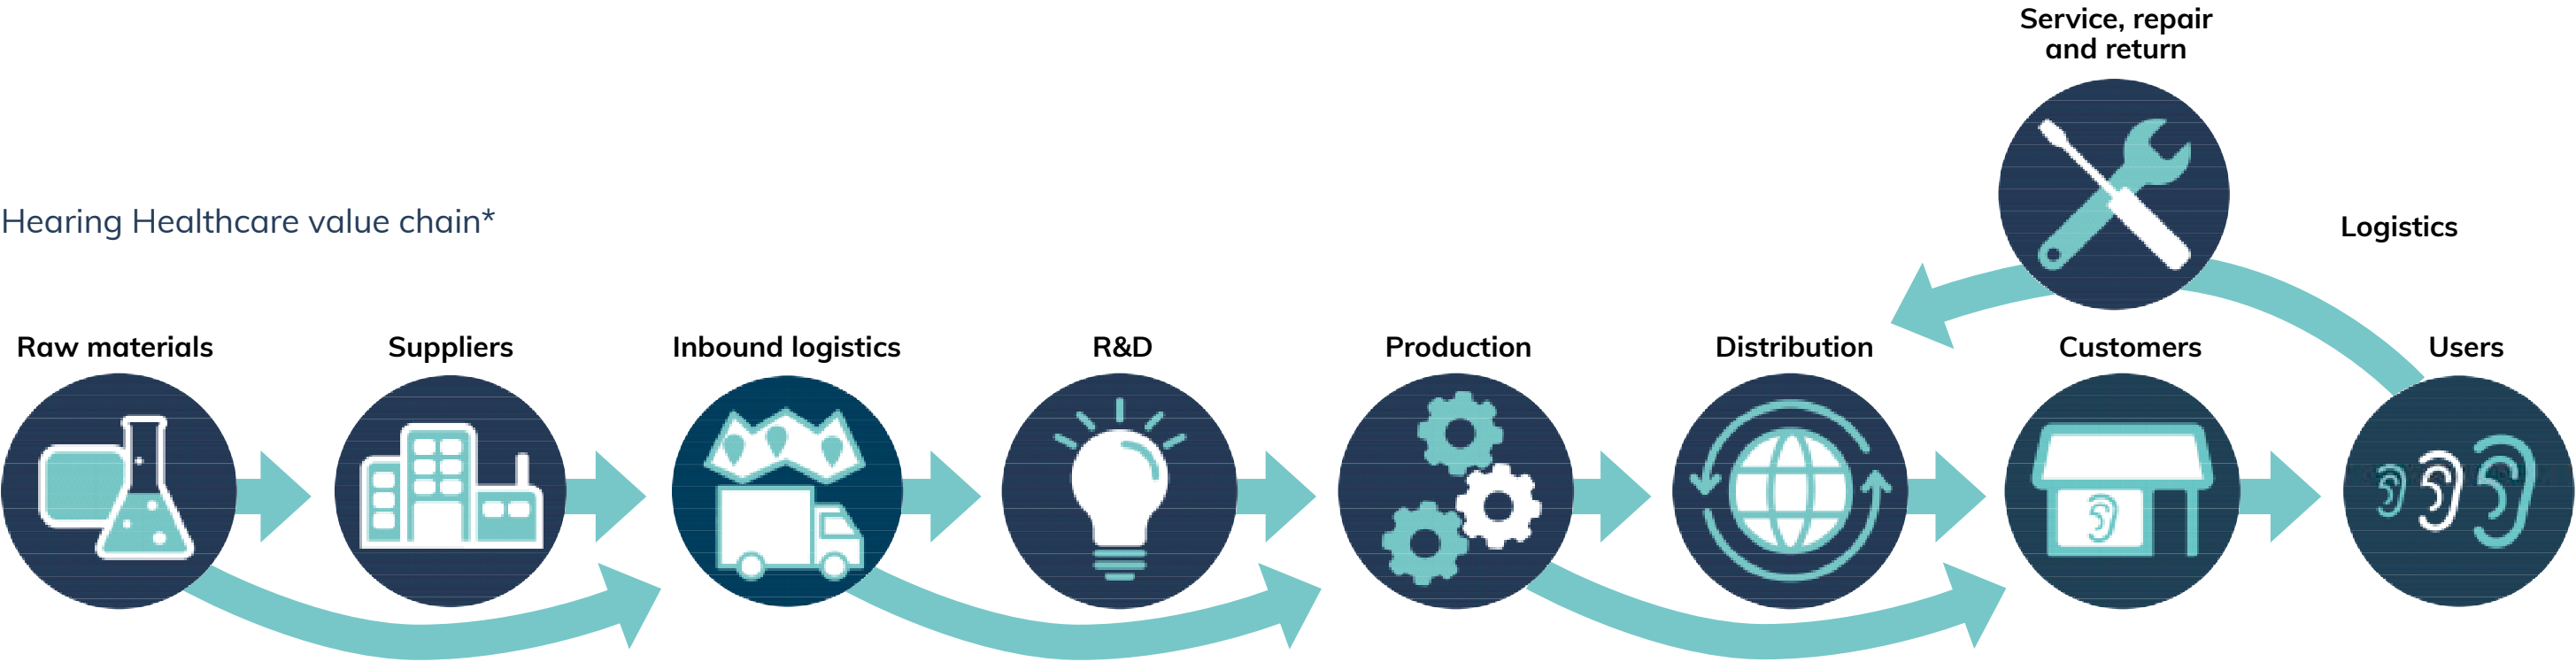 Service, repair
and return
Hearing Healthcare value chain*
Logistics
Raw materials
Suppliers
Inbound logistics
R&D
Production
Distribution
Customers
Users